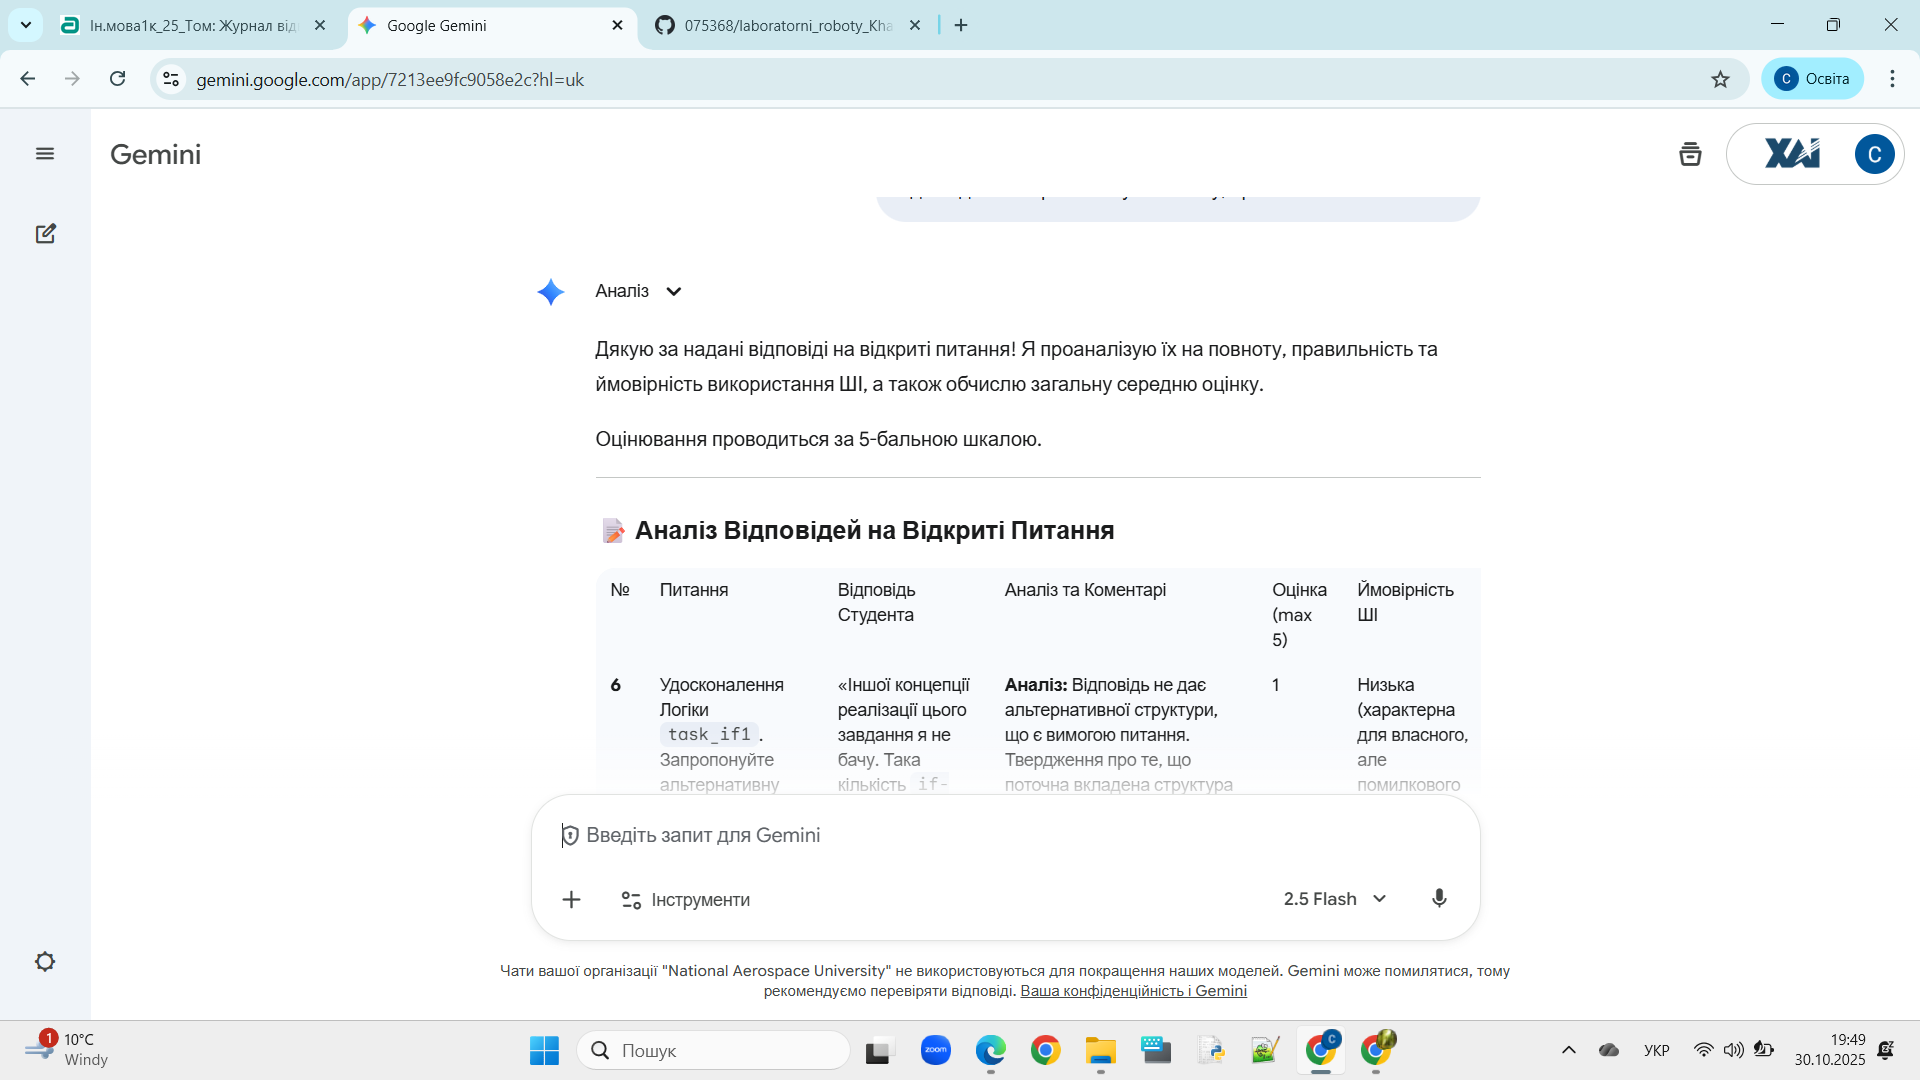 Ін.мова1к_25_Том: Журнал від
Google Gemini
075368/laboratorni_roboty_Kha
gemini.google.com/app/7213ee9fc9058e2c?hl=uk
С Освіта
Gemini
XAI
C
Аналіз
Дякую за надані відповіді на відкриті питання! Я проаналізую їх на повноту, правильність та
ймовірність використання ШІ, а також обчислю загальну середню оцінку.
Оцінювання проводиться за 5-бальною шкалою.
📝 Аналіз Відповідей на Відкриті Питання
№ Питання Відповідь Аналіз та Коментарі Оцінка Ймовірність
Студента (max ШІ
5)
6 Удосконалення «Іншої концепції Аналіз: Відповідь не дає 1 Низька
Логіки реалізації цього альтернативної структури, (характерна
task_if1. завдання я не що є вимогою питання. для власного,
Запропонуйте бачу. Така Твердження про те, що але
альтернативну кількість if- поточна вкладена структура помилкового
Введіть запит для Gemini
Інструменти
2.5 Flash
Чати вашої організації "National Aerospace University" не використовуються для покращення наших моделей. Gemini може помилятися, тому
рекомендуємо перевіряти відповіді. Ваша конфіденційність і Gemini
1
10°C
Windy
Пошук
zoom
C
УКР
19:49
30.10.2025